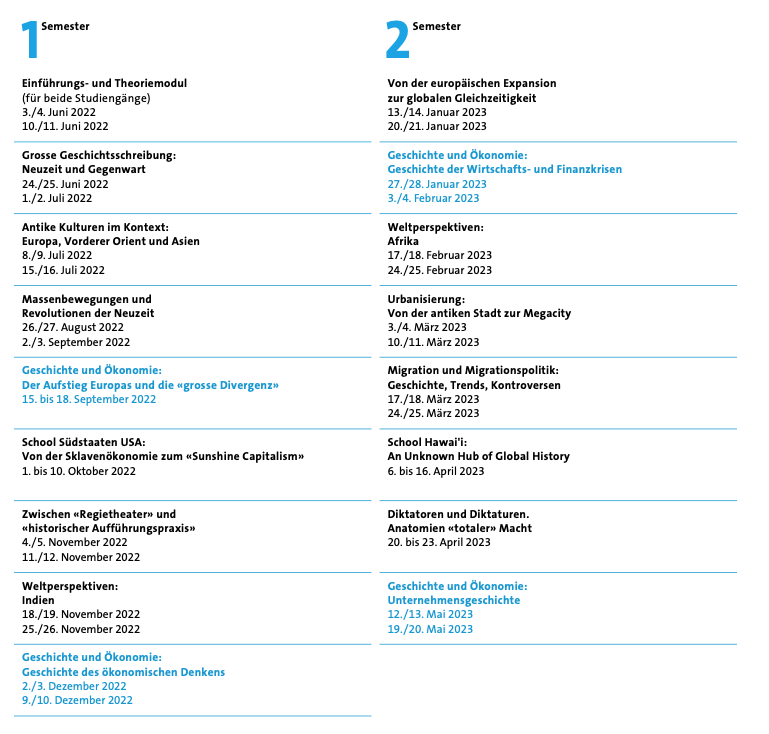 1 Semester
Einführungs- und Theoriemodul
(für beide Studiengänge)
3./4. Juni 2022
10./11. Juni 2022
Grosse Geschichtsschreibung:
Neuzeit und Gegenwart
24./25. Juni 2022
1./2. Juli 2022
Antike Kulturen im Kontext:
Europa, Vorderer Orient und Asien
8./9. Juli 2022
15./16. Juli 2022
Massenbewegungen und
Revolutionen der Neuzeit
26./27. August 2022
2./3. September 2022
Geschichte und Ökonomie:
Der Aufstieg Europas und die «grosse Divergenz»
15. bis 18. September 2022
School Südstaaten USA:
Von der Sklavenökonomie zum «Sunshine Capitalism»
1. bis 10. Oktober 2022
Zwischen «Regietheater» und
«historischer Aufführungspraxis»
4./5. November 2022
11./12. November 2022
Weltperspektiven:
Indien
18./19. November 2022
25./26. November 2022
Geschichte und Ökonomie:
Geschichte des ökonomischen Denkens
2./3. Dezember 2022
9./10. Dezember 2022
2 Semester
Von der europäischen Expansion
zur globalen Gleichzeitigkeit
13./14. Januar 2023
20./21. Januar 2023
Geschichte und Ökonomie:
Geschichte der Wirtschafts- und Finanzkrisen
27./28. Januar 2023
3./4. Februar 2023
Weltperspektiven:
Afrika
17./18. Februar 2023
24./25. Februar 2023
Urbanisierung:
Von der antiken Stadt zur Megacity
3./4. März 2023
10./11. März 2023
Migration und Migrationspolitik:
Geschichte, Trends, Kontroversen
17./18. März 2023
24./25. März 2023
School Hawai'i:
An Unknown Hub of Global History
6. bis 16. April 2023
Diktatoren und Diktaturen.
Anatomien «totaler» Macht
20. bis 23. April 2023
Geschichte und Ökonomie:
Unternehmensgeschichte
12./13. Mai 2023
19./20. Mai 2023